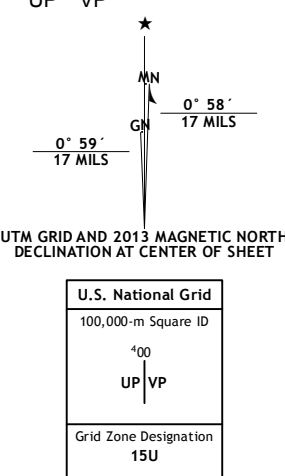 UP VP
★
MN
0° 58´
17 MILS
GN
0° 59´
17 MILS
UTM GRID AND 2013 MAGNETIC NORTH
DECLINATION AT CENTER OF SHEET
U.S. National Grid
100,000-m Square ID
⁴00
UP VP
Grid Zone Designation
15U